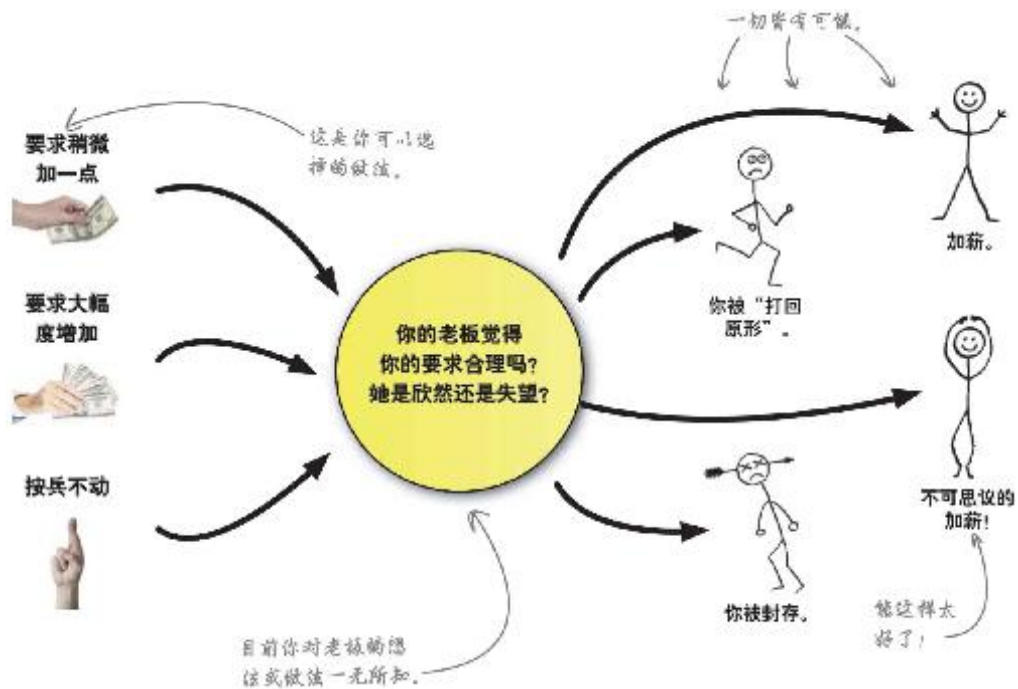 一切皆有可能。
要求稍微
加一点
这是你可以选
择的做法。
加薪。
你被“打回
原形”。
要求大幅
度增加
你的老板觉得
你的要求合理吗?
她是欣然还是失望?
按兵不动
不可思议的
加薪!
你被封存。
能这样太
好了!
目前你对老板的想
法或做法一无所知。